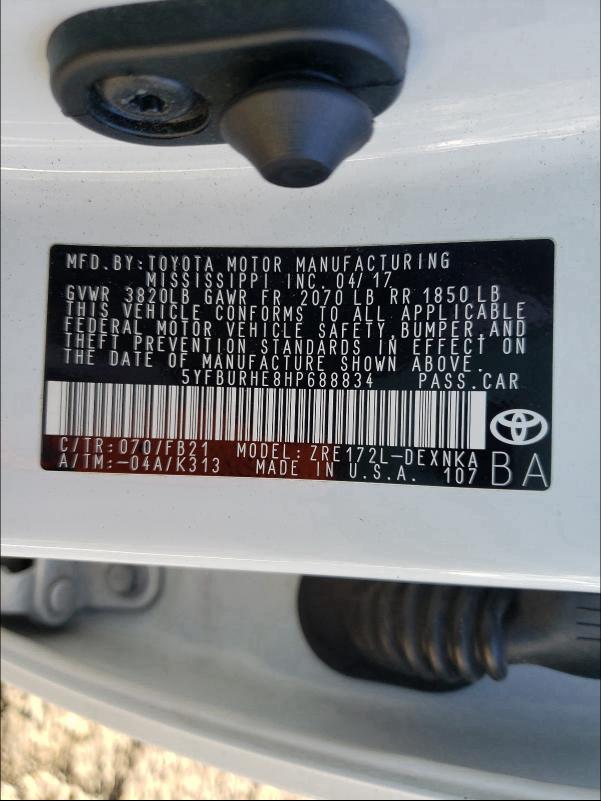 MFD.BY:TOYOTA MOTOR MANUFACTURING
MISSISSIPPI INC. 04/17
GVWR 3820LB GAWR FR 2070 LB RR 1850 LB
THIS VEHICLE CONFORMS TO ALL APPLICABLE
FEDERAL MOTOR VEHICLE SAFETY, BUMPER AND
THEFT PREVENTION STANDARDS IN EFFECT ON
THE DATE OF MANUFACTURE SHOWN ABOVE.
5YFBURHE8HP688834 PASS.CAR
C/TR:070/FB21 MODEL: ZRE172L-DEXNKA
A/TM:-04A/K313 MADE IN U.S.A. 107
BA